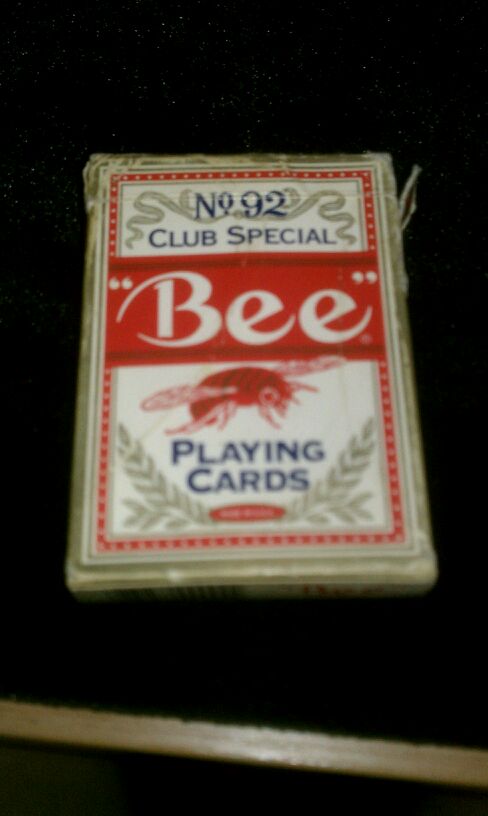 No. 92
CLUB SPECIAL
"Bee"®
PLAYING
CARDS